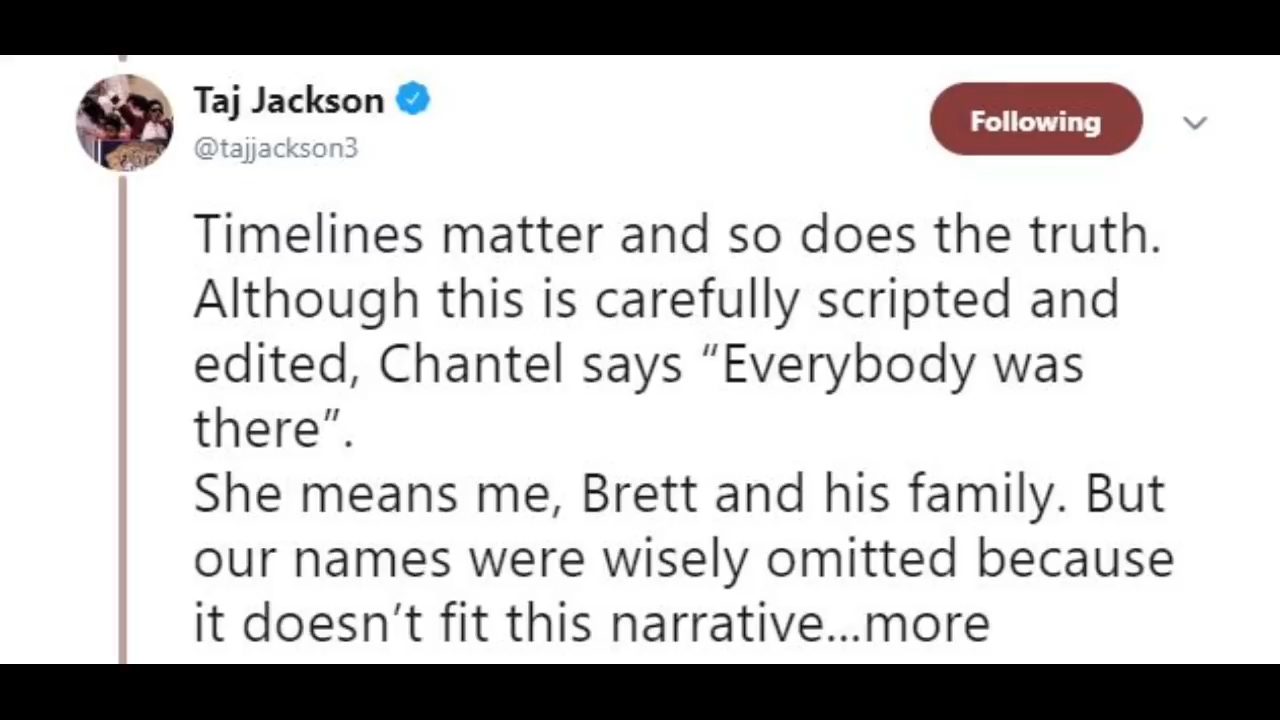 Taj Jackson
@tajjackson3
Following
Timelines matter and so does the truth.
Although this is carefully scripted and
edited, Chantel says “Everybody was
there”.
She means me, Brett and his family. But
our names were wisely omitted because
it doesn’t fit this narrative...more